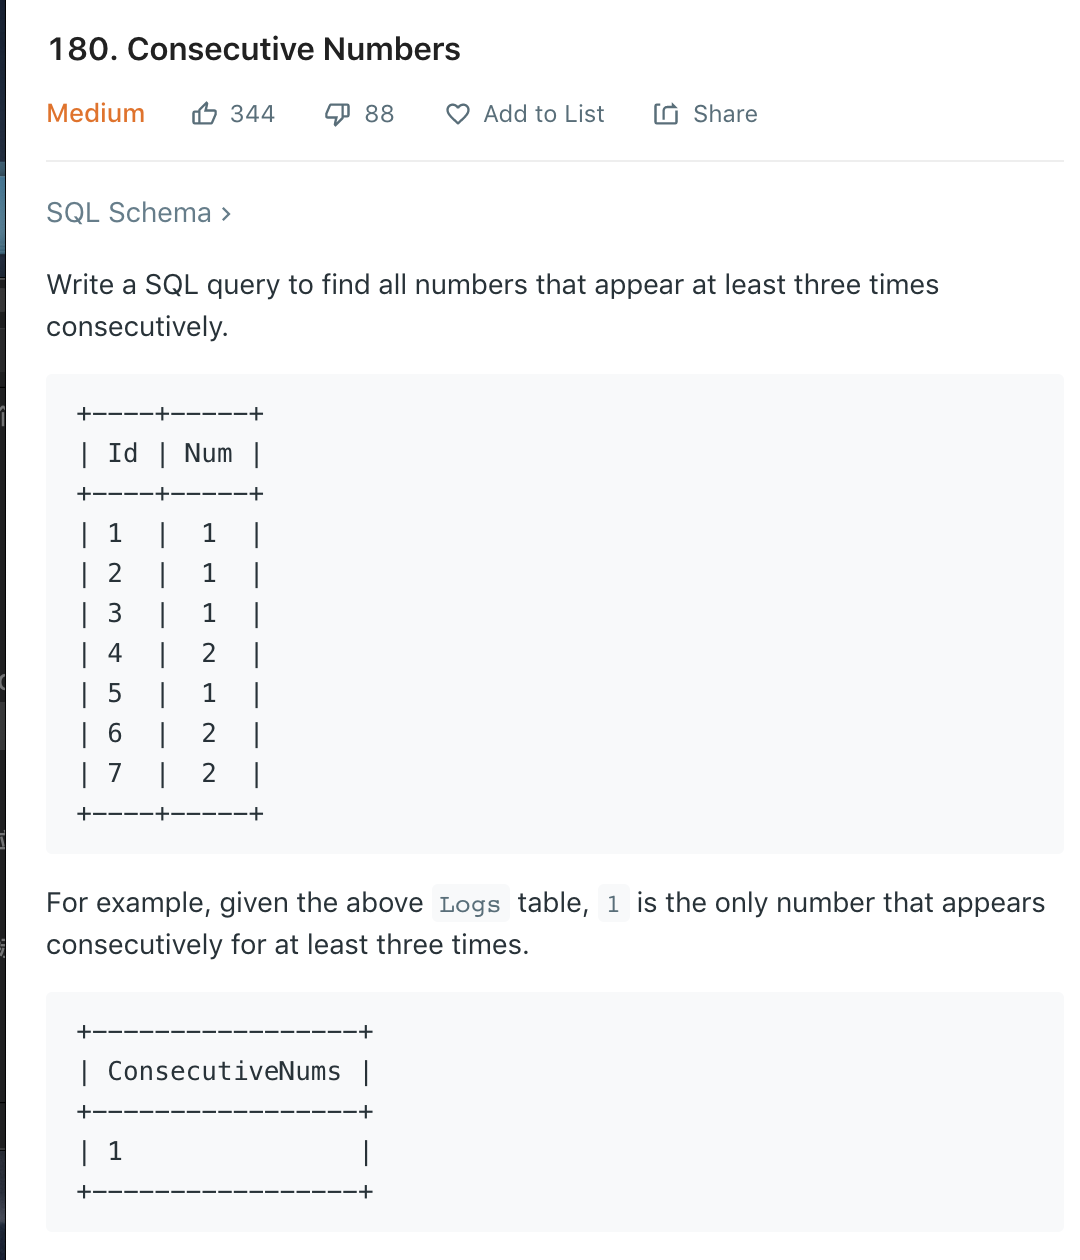 180. Consecutive Numbers
Medium 344 88 Add to List Share
SQL Schema ›
Write a SQL query to find all numbers that appear at least three times
consecutively.
+----+-----+
| Id | Num |
+----+-----+
| 1  |  1  |
| 2  |  1  |
| 3  |  1  |
| 4  |  2  |
| 5  |  1  |
| 6  |  2  |
| 7  |  2  |
+----+-----+
For example, given the above Logs table, 1 is the only number that appears
consecutively for at least three times.
+-----------------+
| ConsecutiveNums |
+-----------------+
| 1               |
+-----------------+